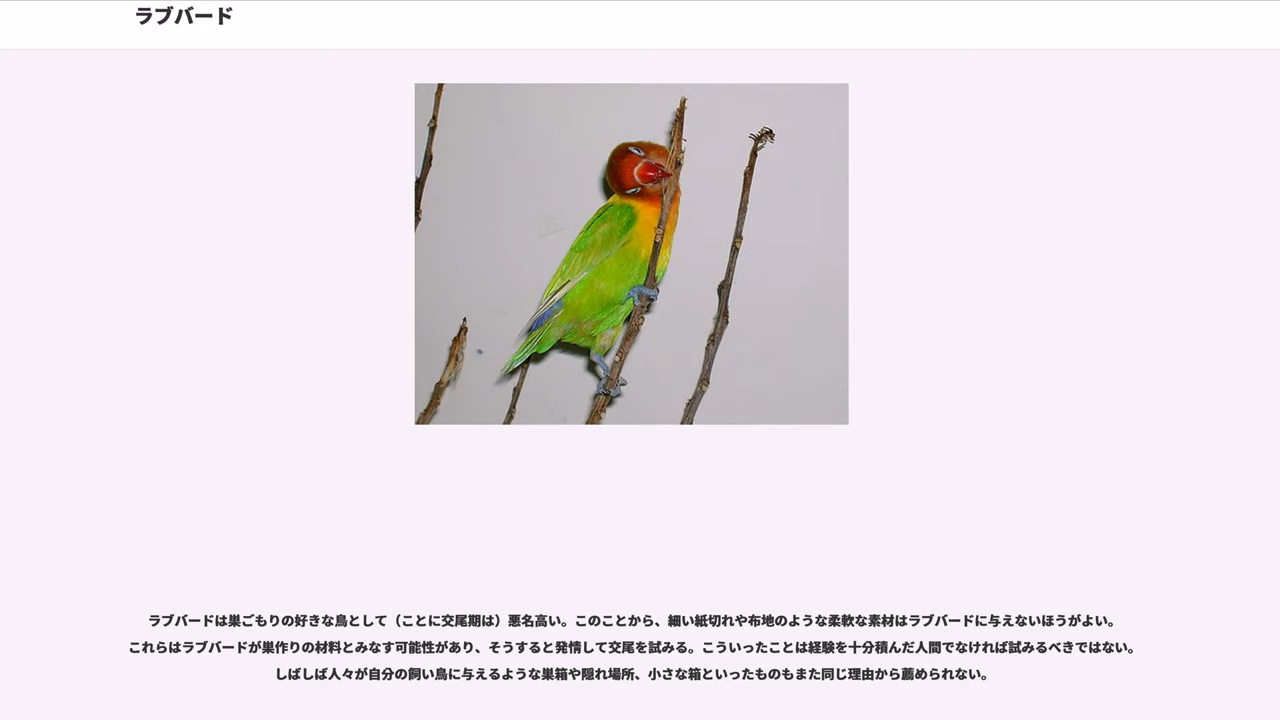 ラブバード
ラブバードは巣ごもりの好きな鳥として（ことに交尾期は）悪名高い。このことから、細い紙切れや布地のような柔軟な素材はラブバードに与えないほうがよい。
これらはラブバードが巣作りの材料とみなす可能性があり、そうすると発情して交尾を試みる。こういったことは経験を十分積んだ人間でなければ試みるべきではない。
しばしば人々が自分の飼い鳥に与えるような巣箱や隠れ場所、小さな箱といったものもまた同じ理由から薦められない。